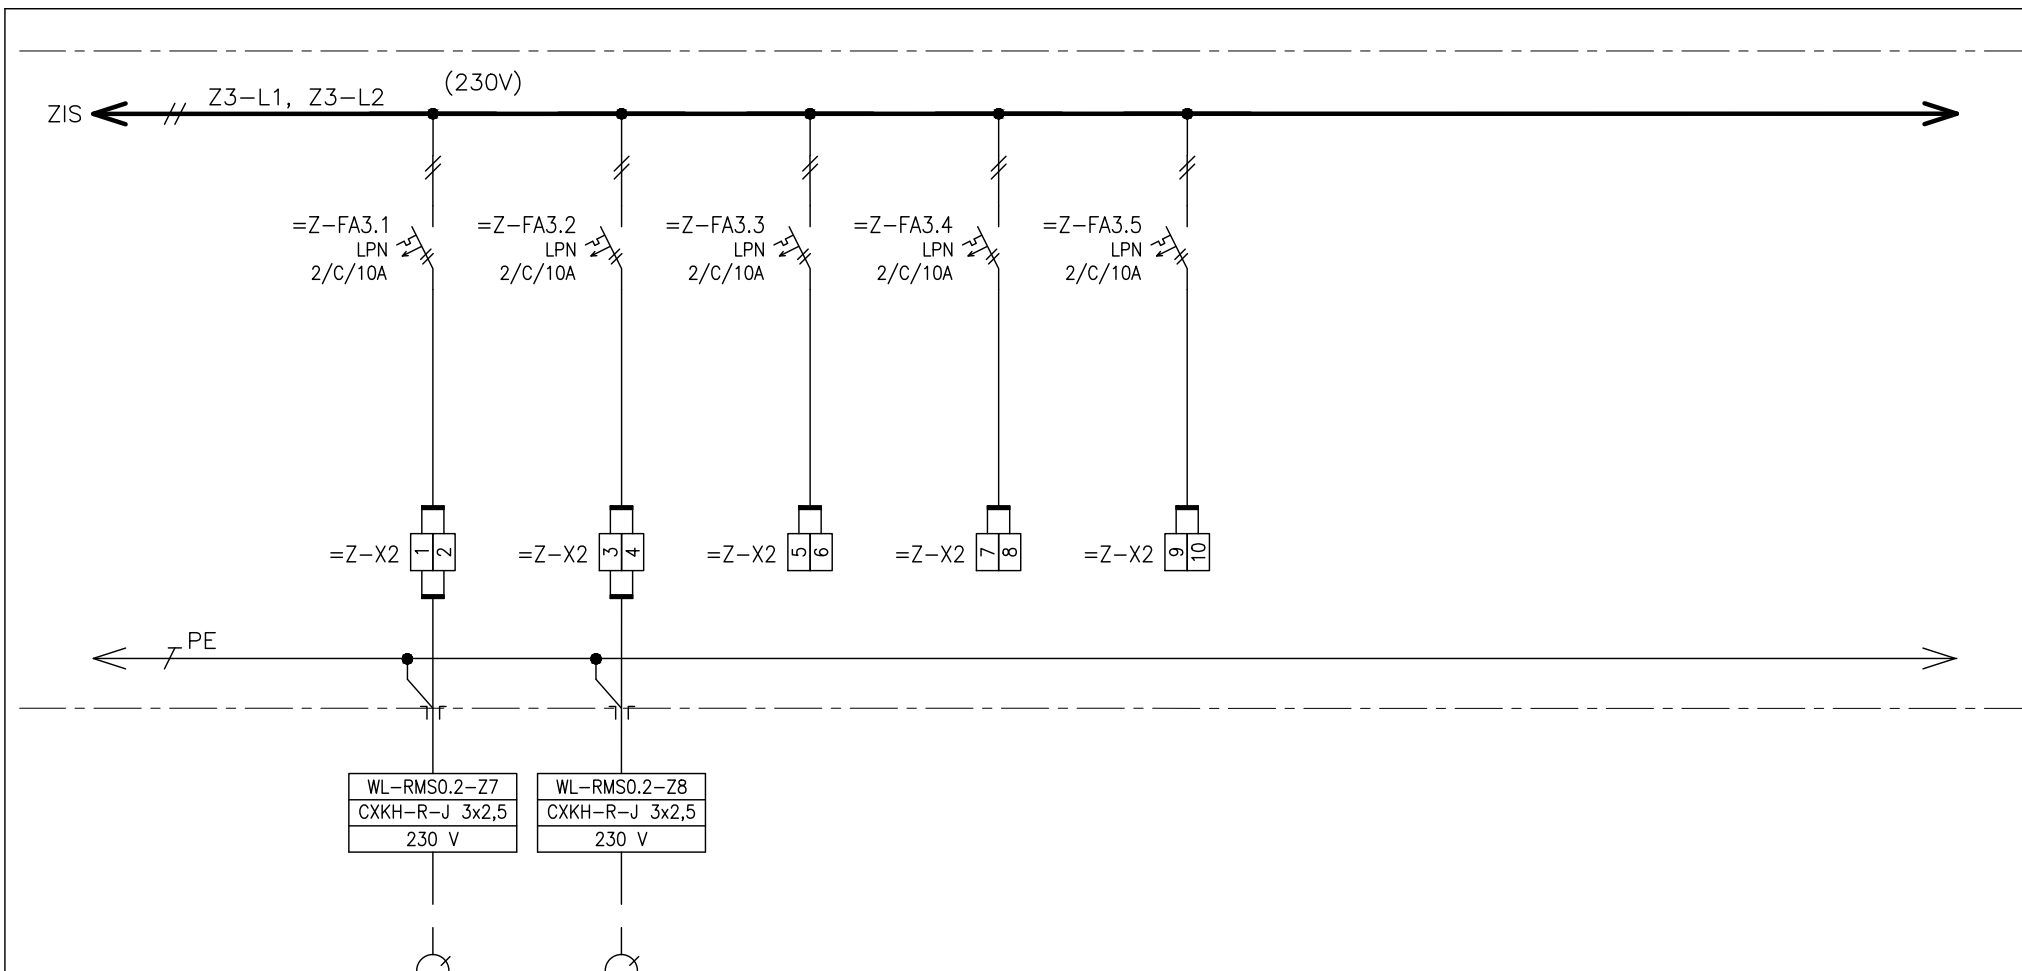 (230V)
Z3-L1, Z3-L2
ZIS
=Z-FA3.1
LPN
2/C/10A
=Z-FA3.2
LPN
2/C/10A
=Z-FA3.3
LPN
2/C/10A
=Z-FA3.4
LPN
2/C/10A
=Z-FA3.5
LPN
2/C/10A
=Z-X2 1 2
=Z-X2 3 4
=Z-X2 5 6
=Z-X2 7 8
=Z-X2 9 10
PE
WL-RMS0.2-Z7
CXKH-R-J 3x2,5
230 V
WL-RMS0.2-Z8
CXKH-R-J 3x2,5
230 V